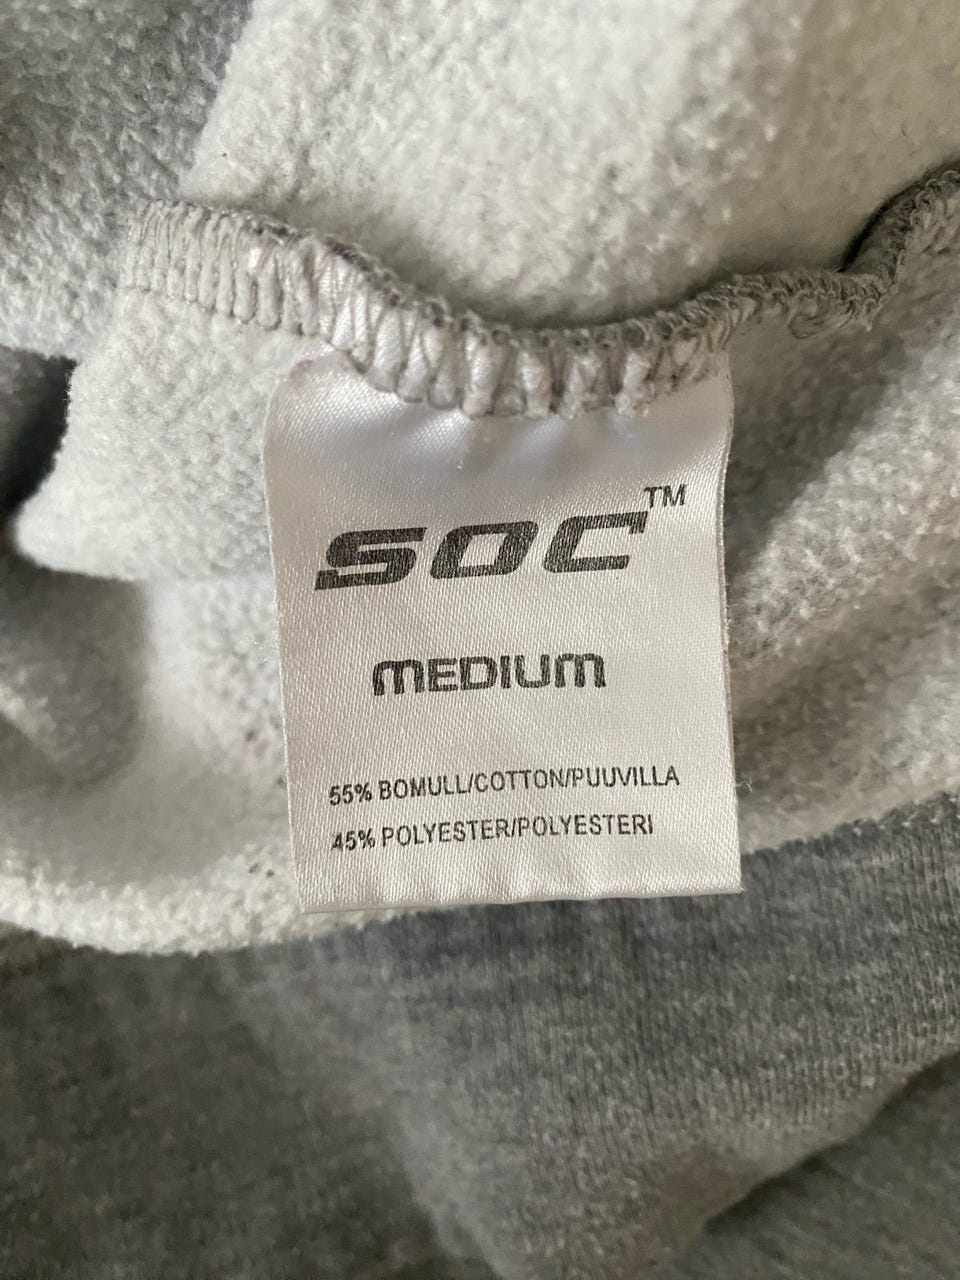 SOC™
MEDIUM
55% BOMULL/COTTON/PUUVILLA
45% POLYESTER/POLYESTERI